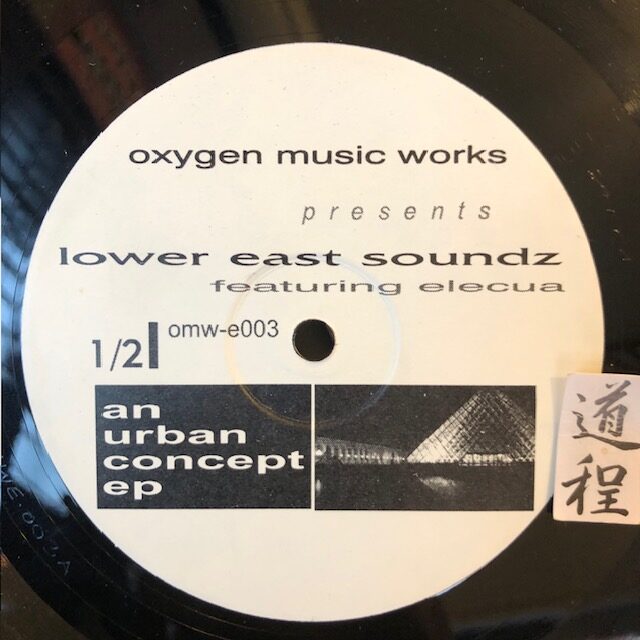 oxygen music works
presents
lower east soundz
featuring elecua
1/2
omw-e003
an
urban
concept
ep
道
程